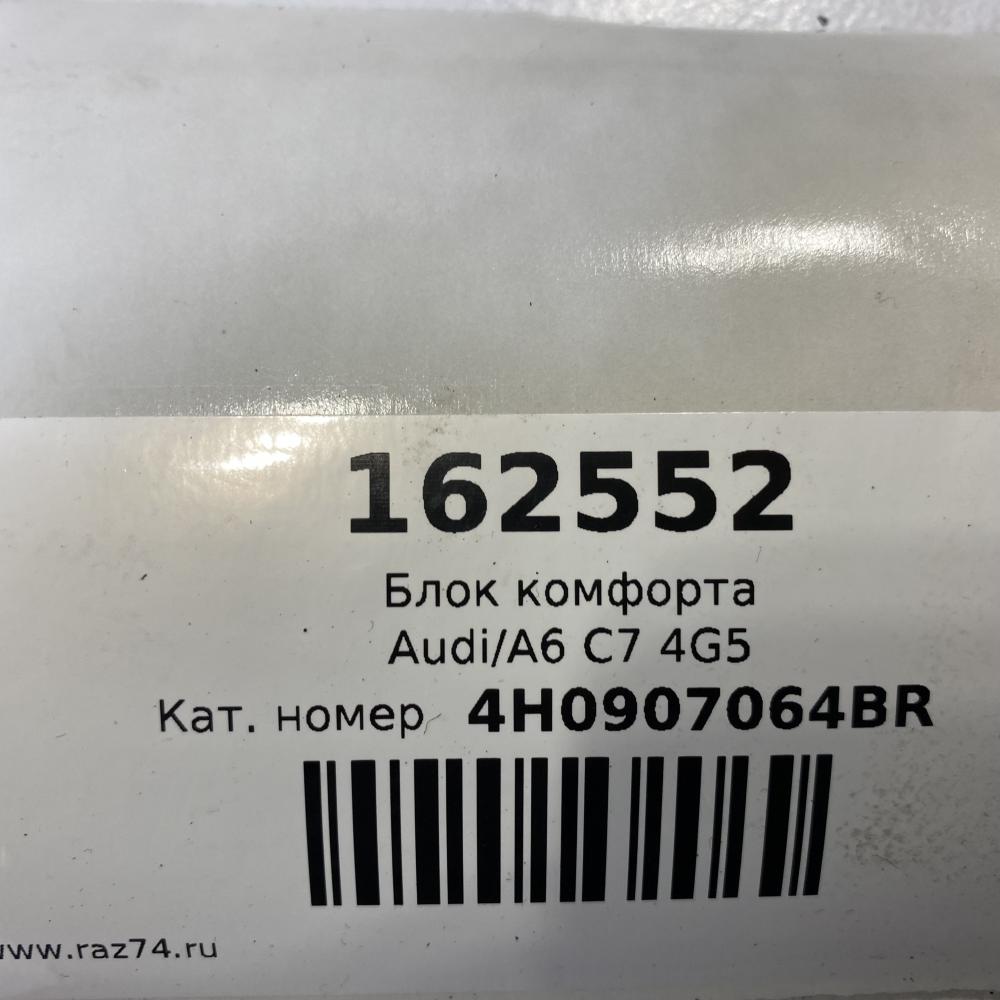 162552
Блок комфорта
Audi/A6 C7 4G5
Кат. номер 4H0907064BR
www.raz74.ru